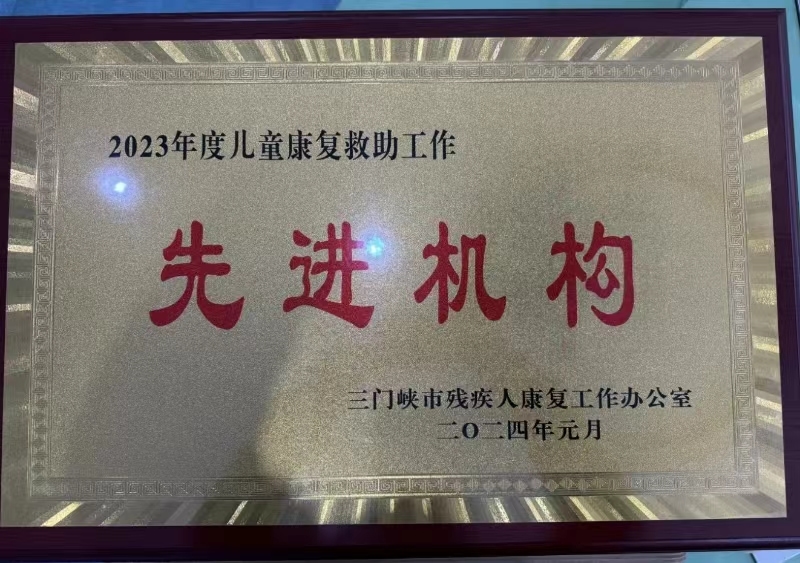 2023年度儿童康复救助工作
先进机构
三门峡市残疾人康复工作办公室
二O二四年元月